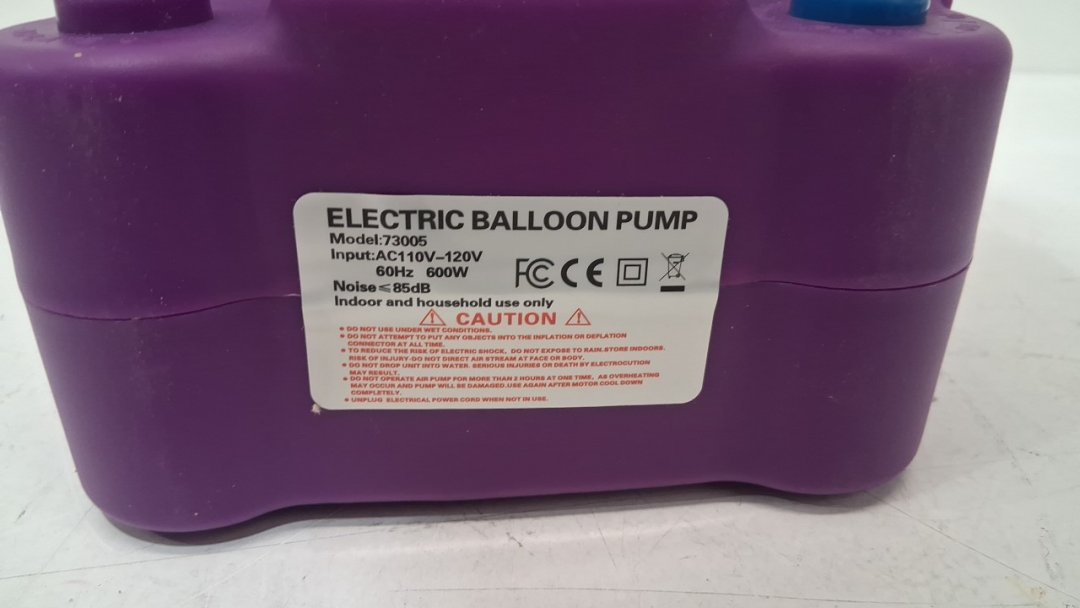 ELECTRIC BALLOON PUMP
Model:73005
Input:AC110V–120V
60Hz 600W
Noise≤85dB
FC CE
Indoor and household use only
CAUTION
DO NOT USE UNDER WET CONDITIONS.
DO NOT ATTEMPT TO PUT ANY OBJECTS INTO THE INFLATION OR DEFLATION
CONNECTOR AT ALL TIME.
TO REDUCE THE RISK OF ELECTRIC SHOCK, DO NOT EXPOSE TO RAIN.STORE INDOORS.
RISK OF INJURY-DO NOT DIRECT AIR STREAM AT FACE OR BODY.
DO NOT DROP UNIT INTO WATER. SERIOUS INJURIES OR DEATH BY ELECTROCUTION
MAY RESULT.
DO NOT OPERATE AIR PUMP FOR MORE THAN 2 HOURS AT ONE TIME, AS OVERHEATING
MAY OCCUR AND PUMP WILL BE DAMAGED.USE AGAIN AFTER MOTOR COOL DOWN
COMPLETELY.
UNPLUG ELECTRICAL POWER CORD WHEN NOT IN USE.